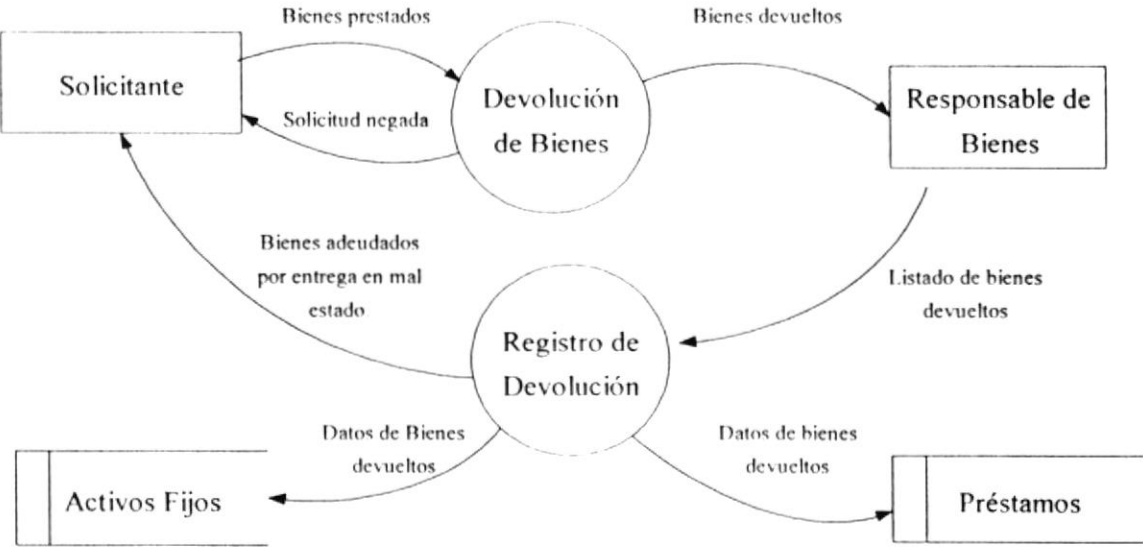 Bienes prestados
Bienes devueltos
Solicitante
Solicitud negada
Devolución
de Bienes
Responsable de
Bienes
Bienes adeudados
por entrega en mal
estado
Listado de bienes
devueltos
Registro de
Devolución
Datos de Bienes
devueltos
Datos de bienes
devueltos
Activos Fijos
Préstamos